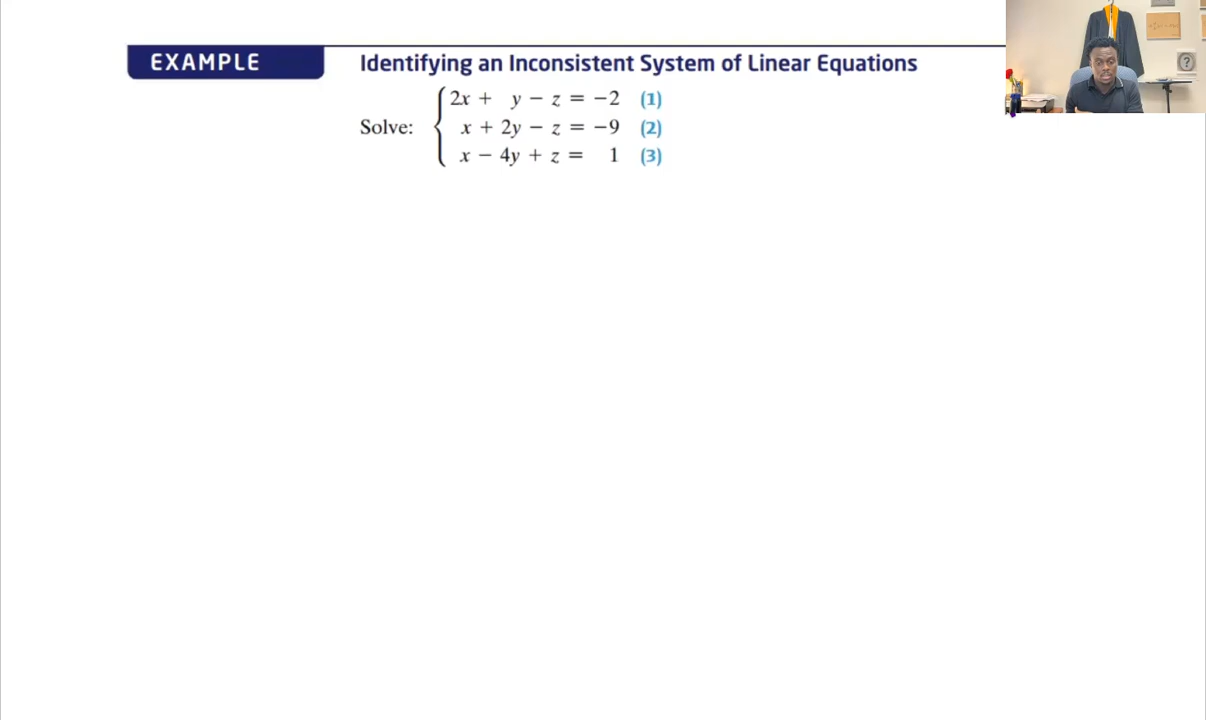 EXAMPLE
Identifying an Inconsistent System of Linear Equations
2x + y − z = −2 (1)
Solve: x + 2y − z = −9 (2)
x − 4y + z = 1 (3)
?